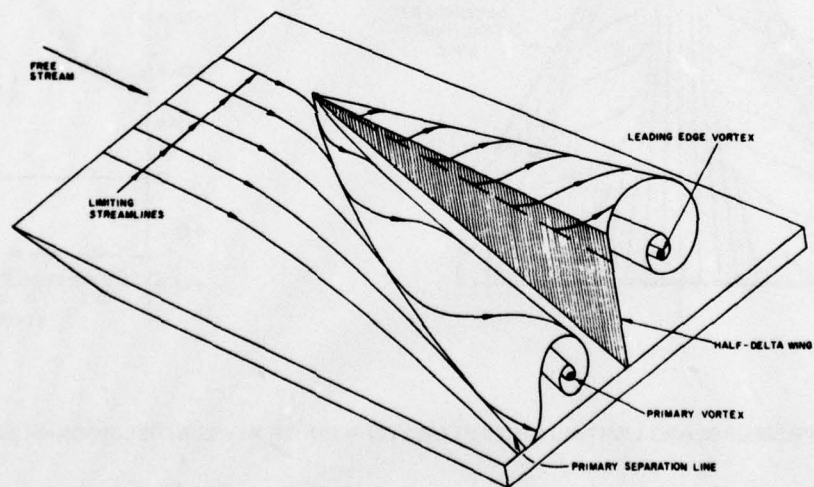 FREE
STREAM
LEADING EDGE VORTEX
LIMITING
STREAMLINES
HALF-DELTA WING
PRIMARY VORTEX
PRIMARY SEPARATION LINE